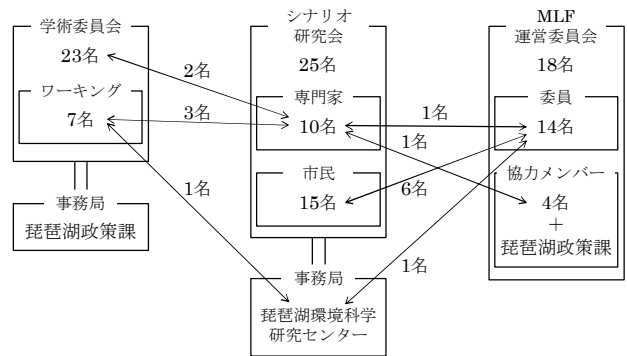 学術委員会
23名
ワーキング
7名
事務局
琵琶湖政策課
2名
3名
1名
シナリオ
研究会
25名
専門家
10名
市民
15名
事務局
琵琶湖環境科学
研究センター
1名
1名
6名
1名
MLF
運営委員会
18名
委員
14名
協力メンバー
4名
+
琵琶湖政策課